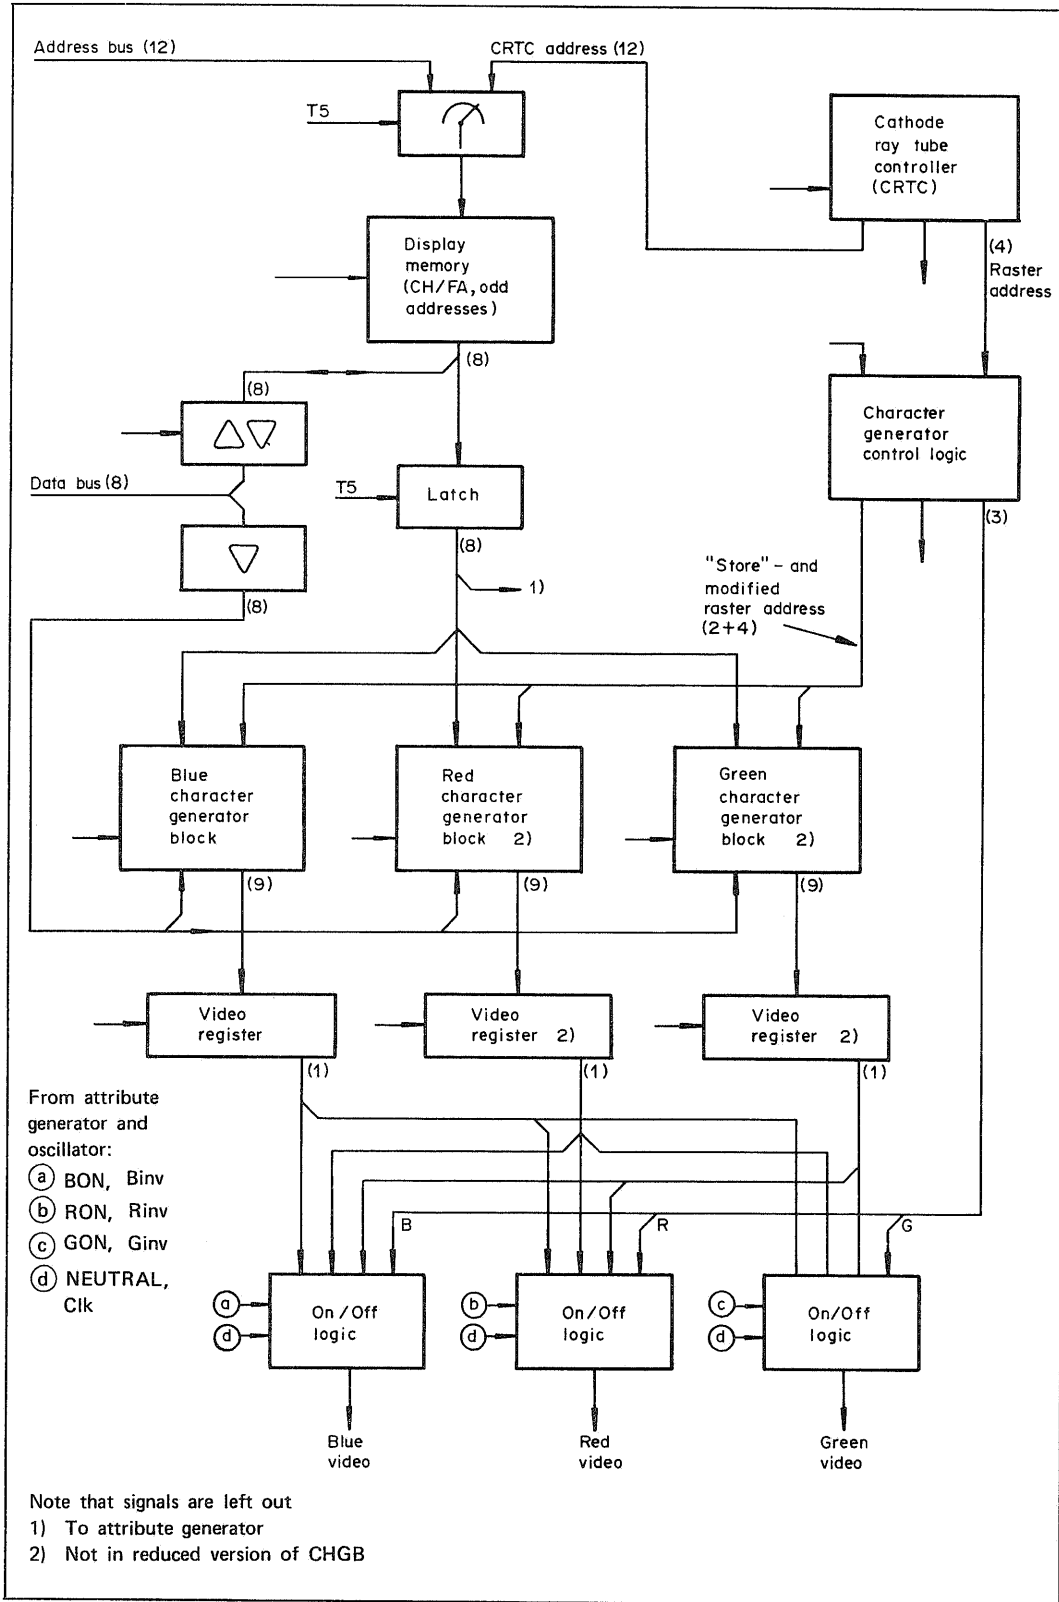 Address bus (12)
CRTC address (12)
T5
Cathode
ray tube
controller
(CRTC)
Display
memory
(CH/FA, odd
addresses)
(4)
Raster
address
(8)
(8)
Character
generator
control logic
Data bus (8)
T5
Latch
(3)
(8)
1)
(8)
"Store" - and
modified
raster address
(2+4)
Blue
character
generator
block
Red
character
generator
block 2)
Green
character
generator
block 2)
(9)
(9)
(9)
Video
register
Video
register 2)
Video
register 2)
(1)
(1)
(1)
From attribute
generator and
oscillator:
a BON, Binv
b RON, Rinv
c GON, Ginv
d NEUTRAL,
Clk
B
R
G
a
d
On/Off
logic
b
d
On/Off
logic
c
d
On/Off
logic
Blue
video
Red
video
Green
video
Note that signals are left out
1) To attribute generator
2) Not in reduced version of CHGB